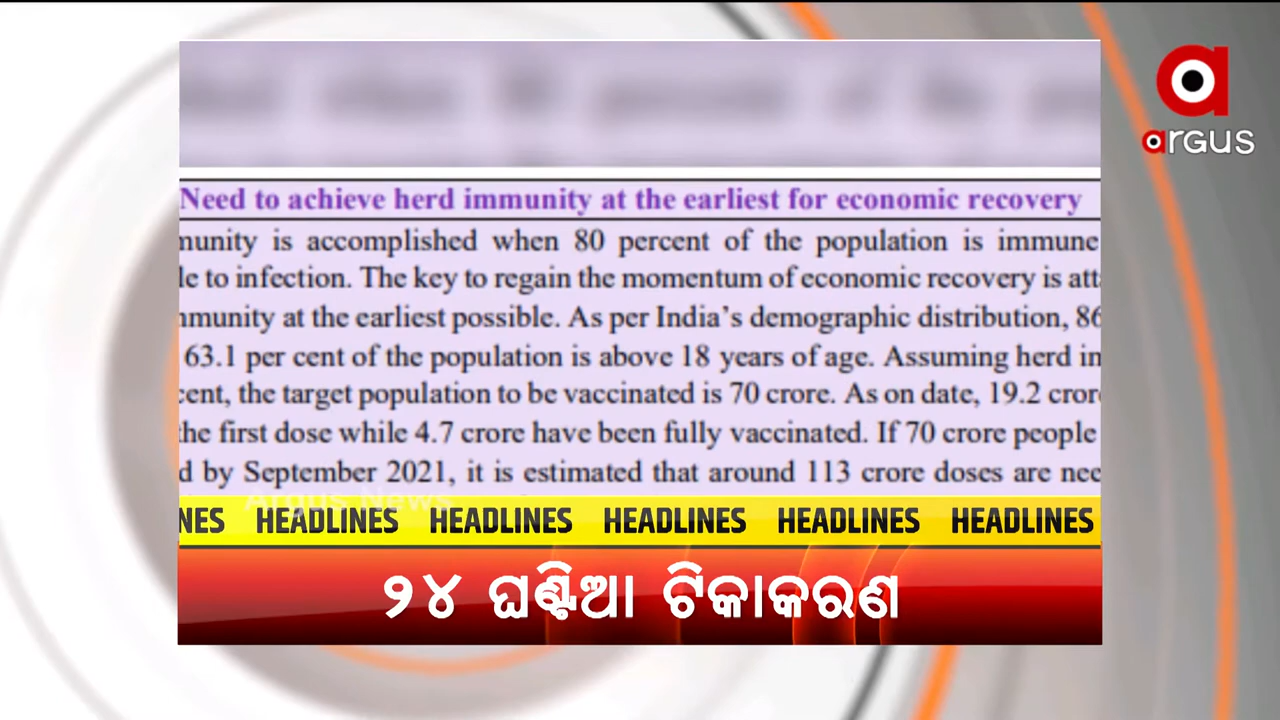 argus
Need to achieve herd immunity at the earliest for economic recovery
munity is accomplished when 80 percent of the population is immune
le to infection. The key to regain the momentum of economic recovery is att
mmunity at the earliest possible. As per India's demographic distribution, 86
63.1 per cent of the population is above 18 years of age. Assuming herd im
cent, the target population to be vaccinated is 70 crore. As on date, 19.2 crore
the first dose while 4.7 crore have been fully vaccinated. If 70 crore people
d by September 2021, it is estimated that around 113 crore doses are nee
Argus News
NES HEADLINES HEADLINES HEADLINES HEADLINES HEADLINES
୨୪ ଘଣ୍ଟିଆ ଟିକାକରଣ